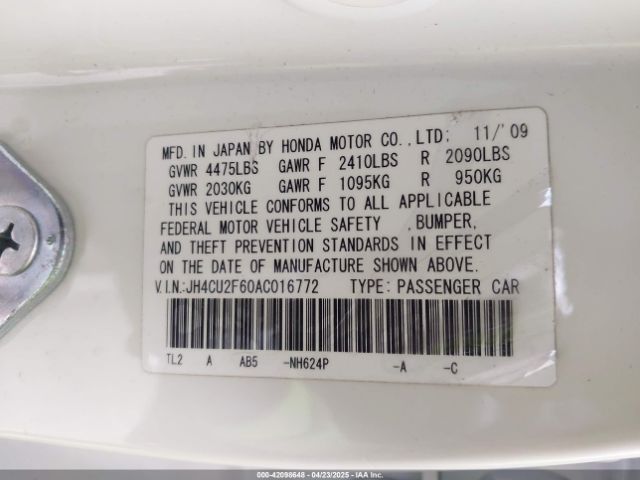 MFD. IN JAPAN BY HONDA MOTOR CO.,LTD: 11/'09
GVWR 4475LBS GAWR F 2410LBS R 2090LBS
GVWR 2030KG GAWR F 1095KG R 950KG
THIS VEHICLE CONFORMS TO ALL APPLICABLE
FEDERAL MOTOR VEHICLE SAFETY ,BUMPER,
AND THEFT PREVENTION STANDARDS IN EFFECT
ON THE DATE OF MANUFACTURE SHOWN ABOVE.
V.I.N.:JH4CU2F60AC016772 TYPE: PASSENGER CAR
TL2 A AB5 -NH624P -A -C
000-42098648 - 04/23/2025 - IAA Inc.